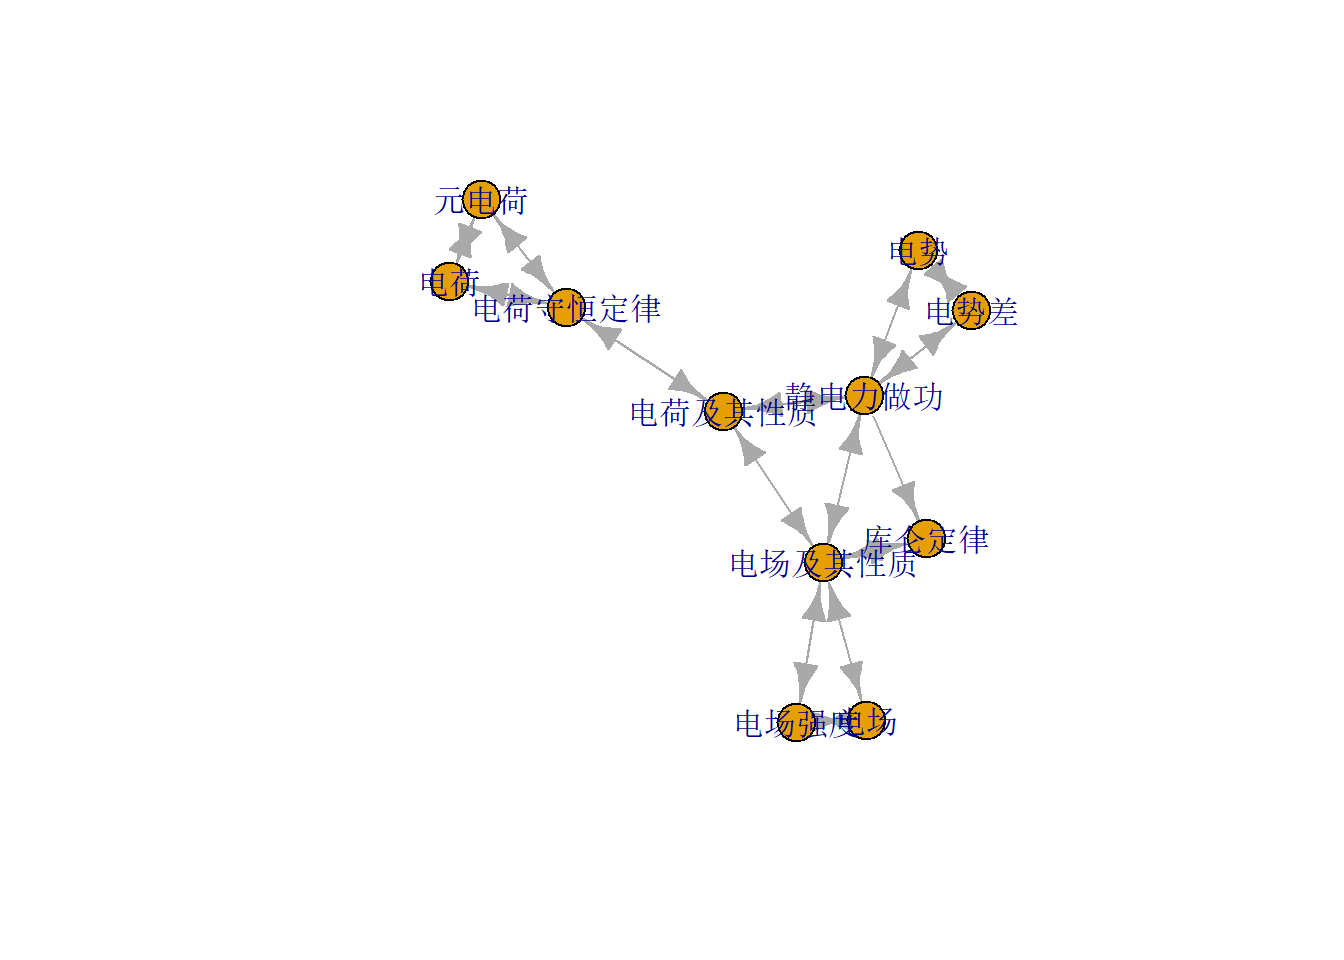 元电荷
电势
电荷
电荷守恒定律
电势差
静电力做功
电荷及其性质
库仑定律
电场及其性质
电场强度
电场